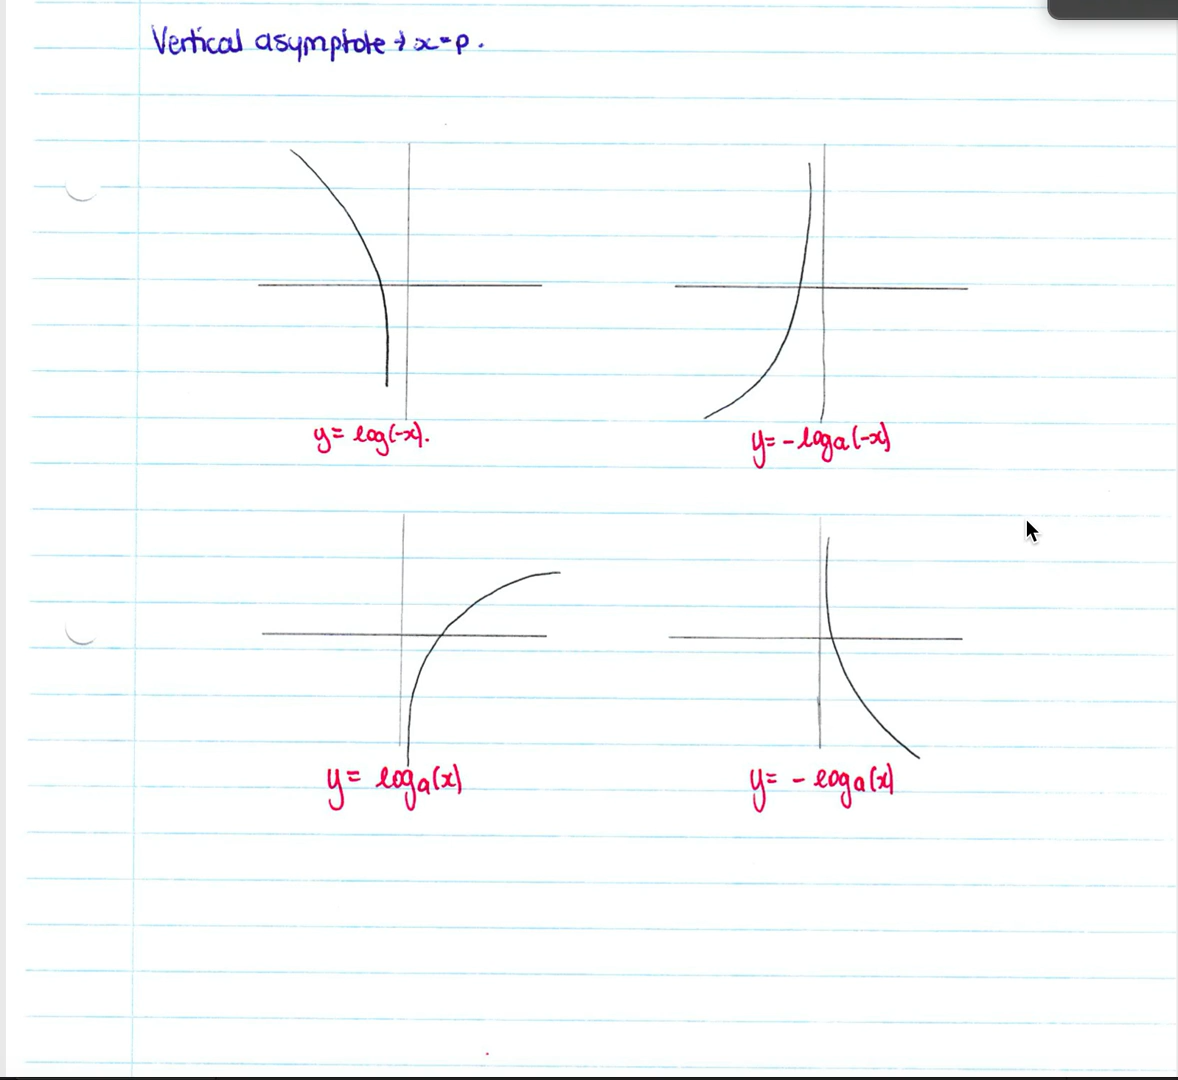 Vertical asymptote → x=p.
y= log(-x).
y= -loga(-x)
y= loga(x)
y= -loga(x)